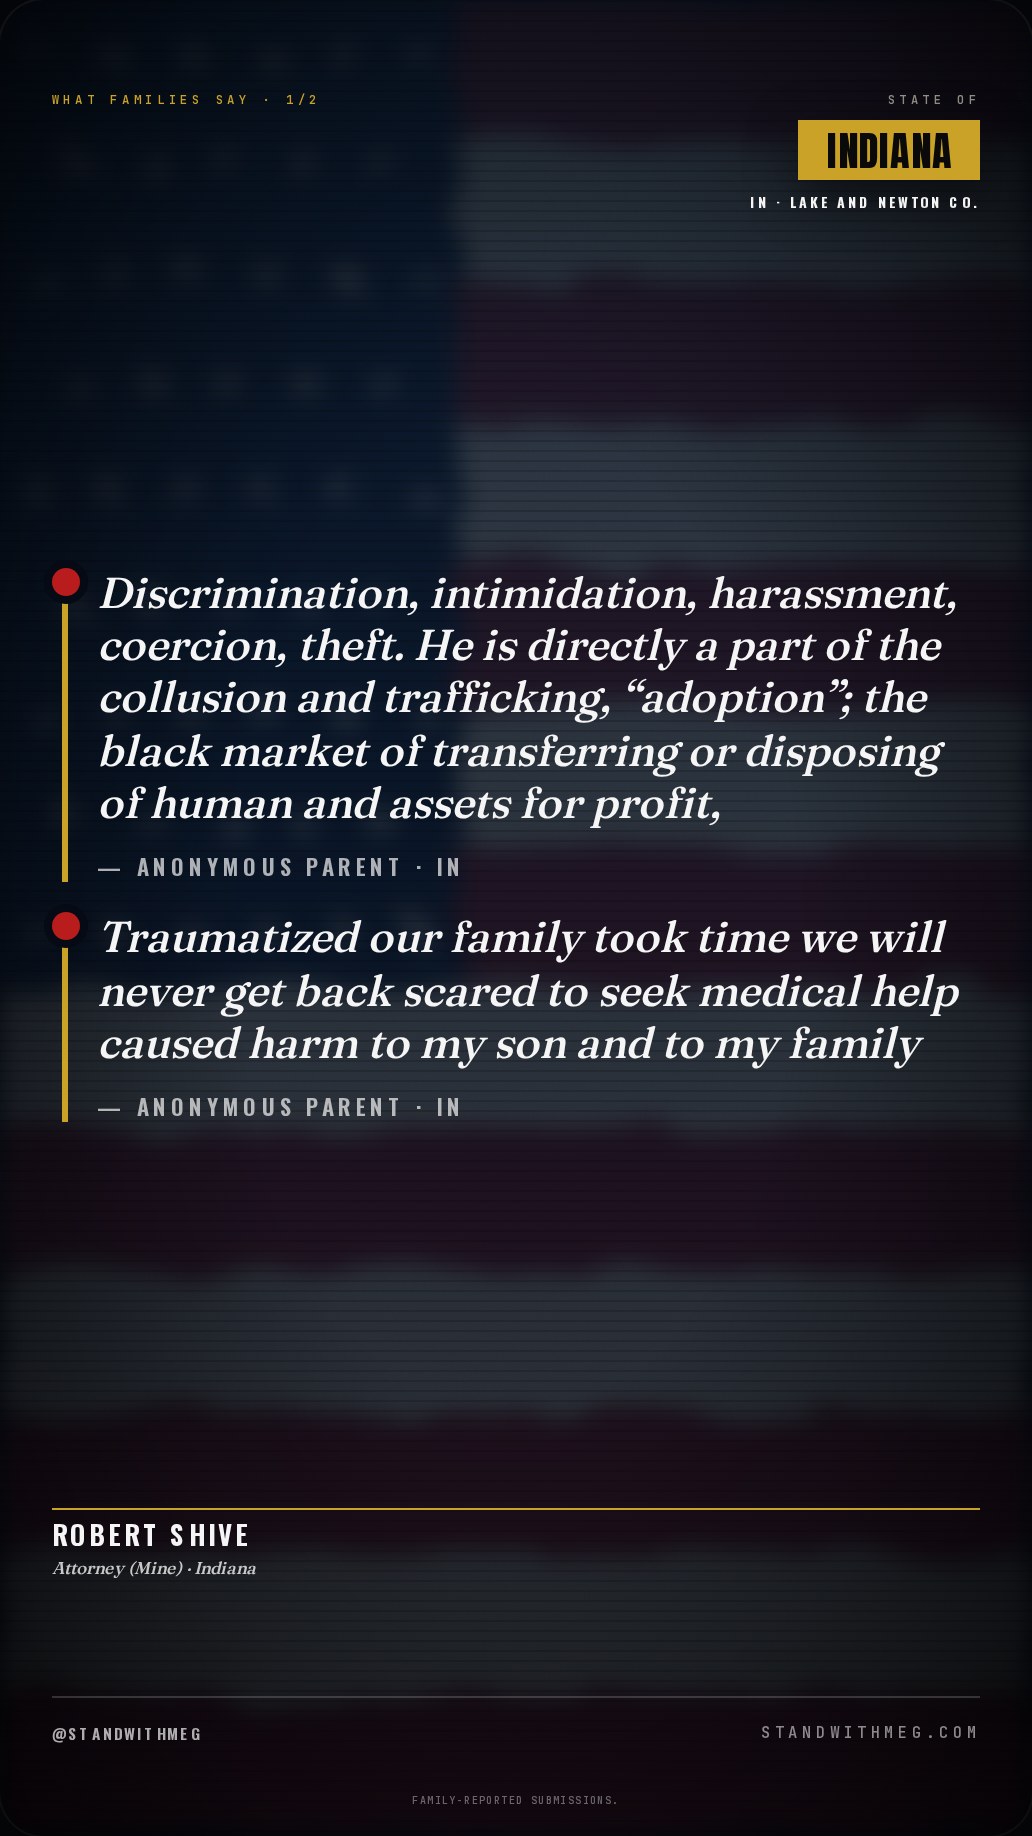 WHAT FAMILIES SAY · 1/2
STATE OF
INDIANA
IN · LAKE AND NEWTON CO.
Discrimination, intimidation, harassment,
coercion, theft. He is directly a part of the
collusion and trafficking, “adoption”; the
black market of transferring or disposing
of human and assets for profit,
— ANONYMOUS PARENT · IN
Traumatized our family took time we will
never get back scared to seek medical help
caused harm to my son and to my family
— ANONYMOUS PARENT · IN
ROBERT SHIVE
Attorney (Mine) · Indiana
@STANDWITHMEG
STANDWITHMEG.COM
FAMILY-REPORTED SUBMISSIONS.